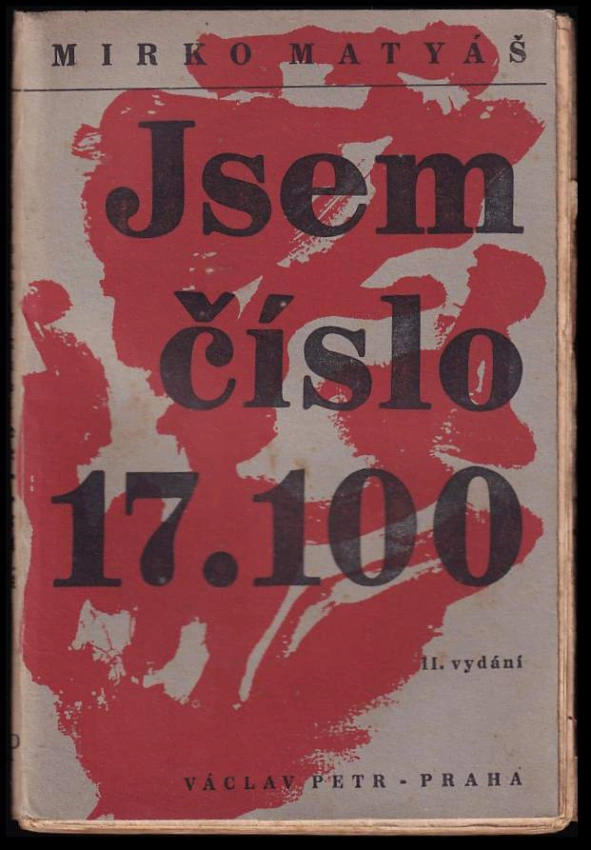 MIRKO MATYÁŠ
Jsem
číslo
17.100
II. vydání
VÁCLAV PETR - PRAHA